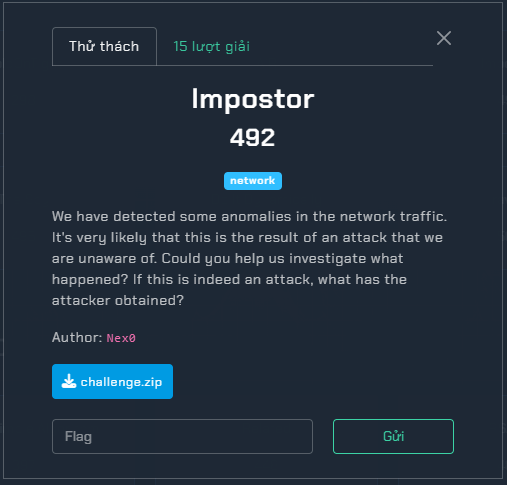 Thử thách
15 lượt giải
Impostor
492
network
We have detected some anomalies in the network traffic.
It's very likely that this is the result of an attack that we
are unaware of. Could you help us investigate what
happened? If this is indeed an attack, what has the
attacker obtained?
Author: Nex0
challenge.zip
Flag
Gửi